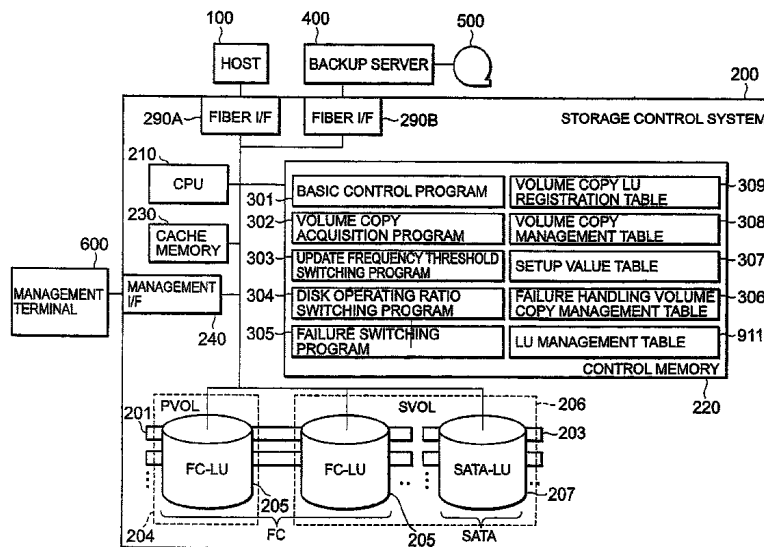 100
400
500
HOST
BACKUP SERVER
200
290A
FIBER I/F
FIBER I/F
290B
STORAGE CONTROL SYSTEM
210
CPU
301
BASIC CONTROL PROGRAM
VOLUME COPY LU
REGISTRATION TABLE
309
230
CACHE
MEMORY
302
VOLUME COPY
ACQUISITION PROGRAM
VOLUME COPY
MANAGEMENT TABLE
308
600
303
UPDATE FREQUENCY THRESHOLD
SWITCHING PROGRAM
SETUP VALUE TABLE
307
MANAGEMENT
TERMINAL
MANAGEMENT
I/F
240
304
DISK OPERATING RATIO
SWITCHING PROGRAM
FAILURE HANDLING VOLUME
COPY MANAGEMENT TABLE
306
305
FAILURE SWITCHING
PROGRAM
LU MANAGEMENT TABLE
911
CONTROL MEMORY
220
PVOL
SVOL
206
201
203
FC-LU
FC-LU
SATA-LU
204
205
FC
205
SATA
207